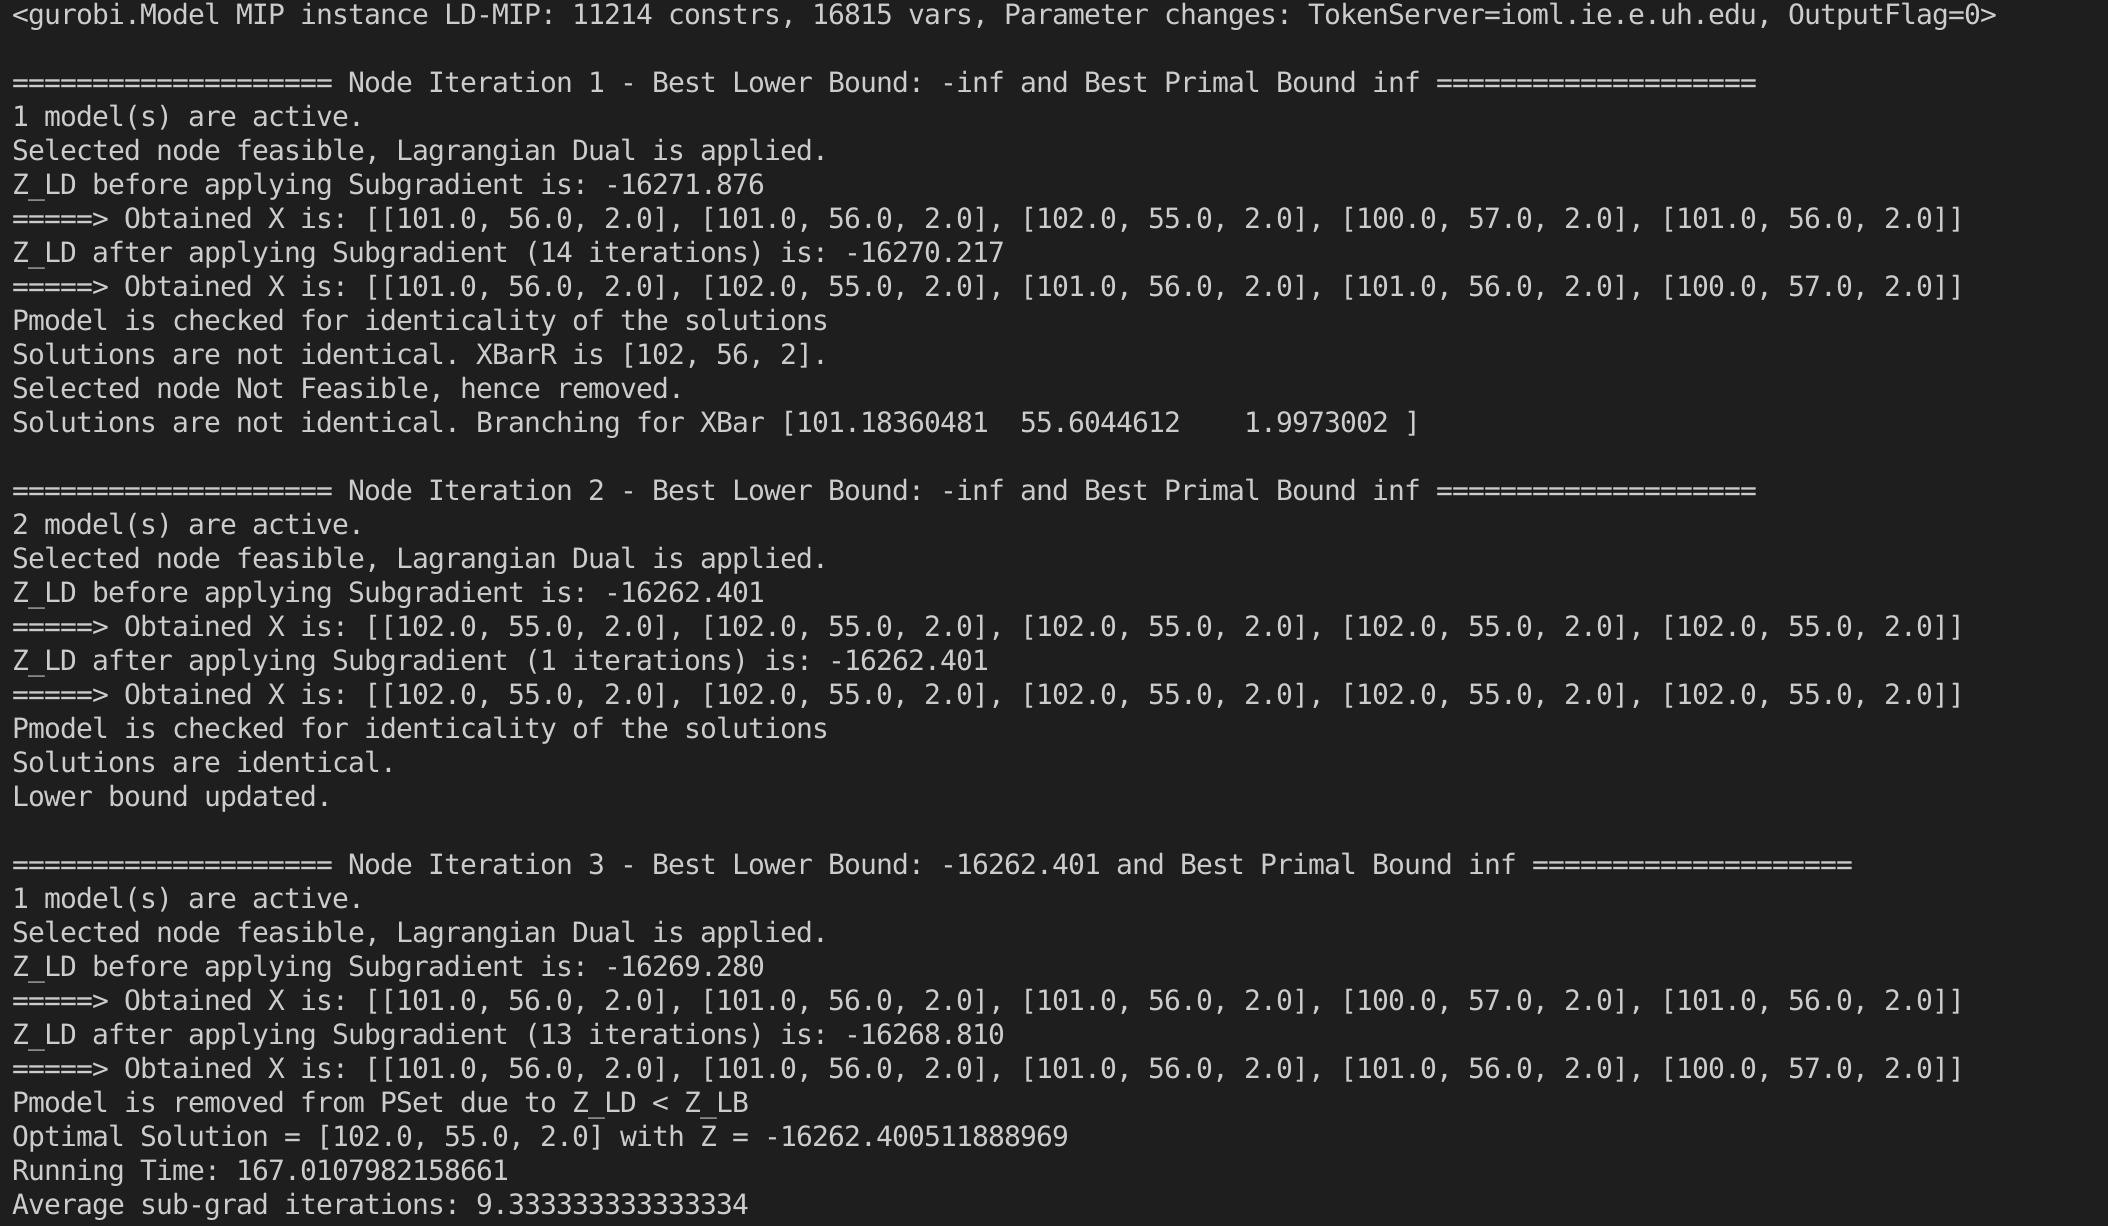 <gurobi.Model MIP instance LD-MIP: 11214 constrs, 16815 vars, Parameter changes: TokenServer=ioml.ie.e.uh.edu, OutputFlag=0>
==================== Node Iteration 1 - Best Lower Bound: -inf and Best Primal Bound inf ====================
1 model(s) are active.
Selected node feasible, Lagrangian Dual is applied.
Z_LD before applying Subgradient is: -16271.876
=====> Obtained X is: [[101.0, 56.0, 2.0], [101.0, 56.0, 2.0], [102.0, 55.0, 2.0], [100.0, 57.0, 2.0], [101.0, 56.0, 2.0]]
Z_LD after applying Subgradient (14 iterations) is: -16270.217
=====> Obtained X is: [[101.0, 56.0, 2.0], [102.0, 55.0, 2.0], [101.0, 56.0, 2.0], [101.0, 56.0, 2.0], [100.0, 57.0, 2.0]]
Pmodel is checked for identicality of the solutions
Solutions are not identical. XBarR is [102, 56, 2].
Selected node Not Feasible, hence removed.
Solutions are not identical. Branching for XBar [101.18360481  55.6044612    1.9973002 ]
==================== Node Iteration 2 - Best Lower Bound: -inf and Best Primal Bound inf ====================
2 model(s) are active.
Selected node feasible, Lagrangian Dual is applied.
Z_LD before applying Subgradient is: -16262.401
=====> Obtained X is: [[102.0, 55.0, 2.0], [102.0, 55.0, 2.0], [102.0, 55.0, 2.0], [102.0, 55.0, 2.0], [102.0, 55.0, 2.0]]
Z_LD after applying Subgradient (1 iterations) is: -16262.401
=====> Obtained X is: [[102.0, 55.0, 2.0], [102.0, 55.0, 2.0], [102.0, 55.0, 2.0], [102.0, 55.0, 2.0], [102.0, 55.0, 2.0]]
Pmodel is checked for identicality of the solutions
Solutions are identical.
Lower bound updated.
==================== Node Iteration 3 - Best Lower Bound: -16262.401 and Best Primal Bound inf ====================
1 model(s) are active.
Selected node feasible, Lagrangian Dual is applied.
Z_LD before applying Subgradient is: -16269.280
=====> Obtained X is: [[101.0, 56.0, 2.0], [101.0, 56.0, 2.0], [101.0, 56.0, 2.0], [100.0, 57.0, 2.0], [101.0, 56.0, 2.0]]
Z_LD after applying Subgradient (13 iterations) is: -16268.810
=====> Obtained X is: [[101.0, 56.0, 2.0], [101.0, 56.0, 2.0], [101.0, 56.0, 2.0], [101.0, 56.0, 2.0], [100.0, 57.0, 2.0]]
Pmodel is removed from PSet due to Z_LD < Z_LB
Optimal Solution = [102.0, 55.0, 2.0] with Z = -16262.400511888969
Running Time: 167.0107982158661
Average sub-grad iterations: 9.333333333333334